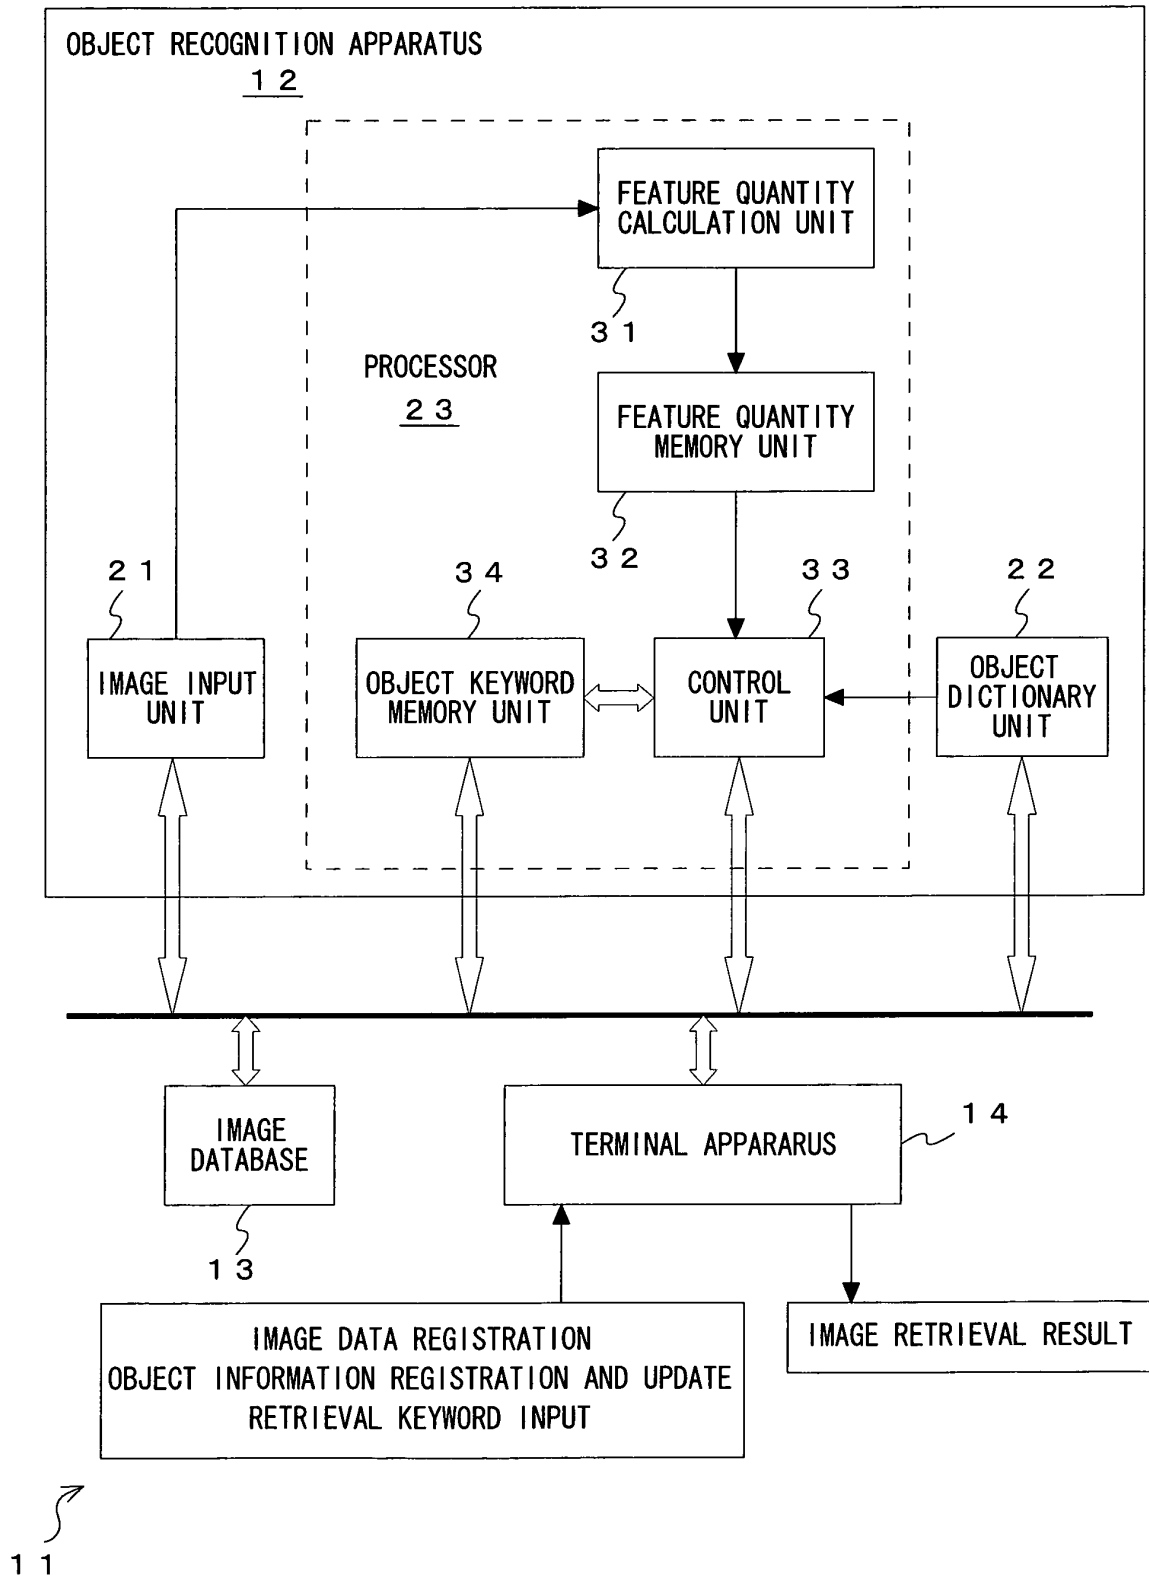 OBJECT RECOGNITION APPARATUS
12
FEATURE QUANTITY
CALCULATION UNIT
31
PROCESSOR
23
FEATURE QUANTITY
MEMORY UNIT
32
21
34
33
22
IMAGE INPUT
UNIT
OBJECT KEYWORD
MEMORY UNIT
CONTROL
UNIT
OBJECT
DICTIONARY
UNIT
IMAGE
DATABASE
13
TERMINAL APPARARUS
14
IMAGE DATA REGISTRATION
OBJECT INFORMATION REGISTRATION AND UPDATE
RETRIEVAL KEYWORD INPUT
IMAGE RETRIEVAL RESULT
11